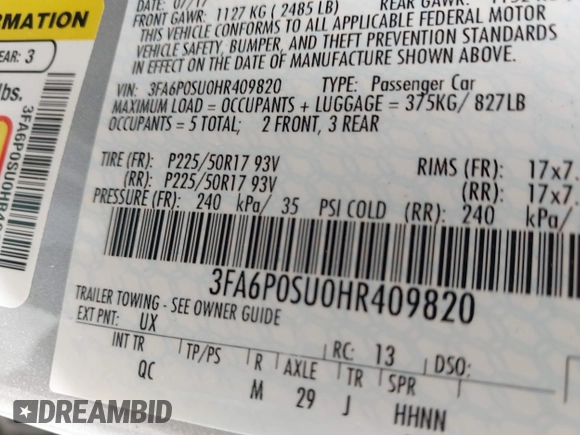 DATE: 07/17 REAR GAWR:
FRONT GAWR: 1127 KG ( 2485 LB)
THIS VEHICLE CONFORMS TO ALL APPLICABLE FEDERAL MOTOR
VEHICLE SAFETY, BUMPER, AND THEFT PREVENTION STANDARDS
IN EFFECT ON THE DATE OF MANUFACTURE SHOWN ABOVE.
VIN: 3FA6P0SU0HR409820 TYPE: Passenger Car
MAXIMUM LOAD = OCCUPANTS + LUGGAGE = 375KG/ 827LB
OCCUPANTS = 5 TOTAL; 2 FRONT, 3 REAR
TIRE (FR): P225/50R17 93V RIMS (FR): 17x7.
(RR): P225/50R17 93V (RR): 17x7.
PRESSURE (FR): 240 kPa/ 35 PSI COLD (RR): 240 kPa/
3FA6P0SU0HR409820
TRAILER TOWING - SEE OWNER GUIDE
EXT PNT: UX RC: 13 DSO:
INT TR TP/PS R AXLE TR SPR
QC M 29 J HHNN
RMATION
EAR: 3
lbs.
3FA6P0SU0HR4
DREAMBID